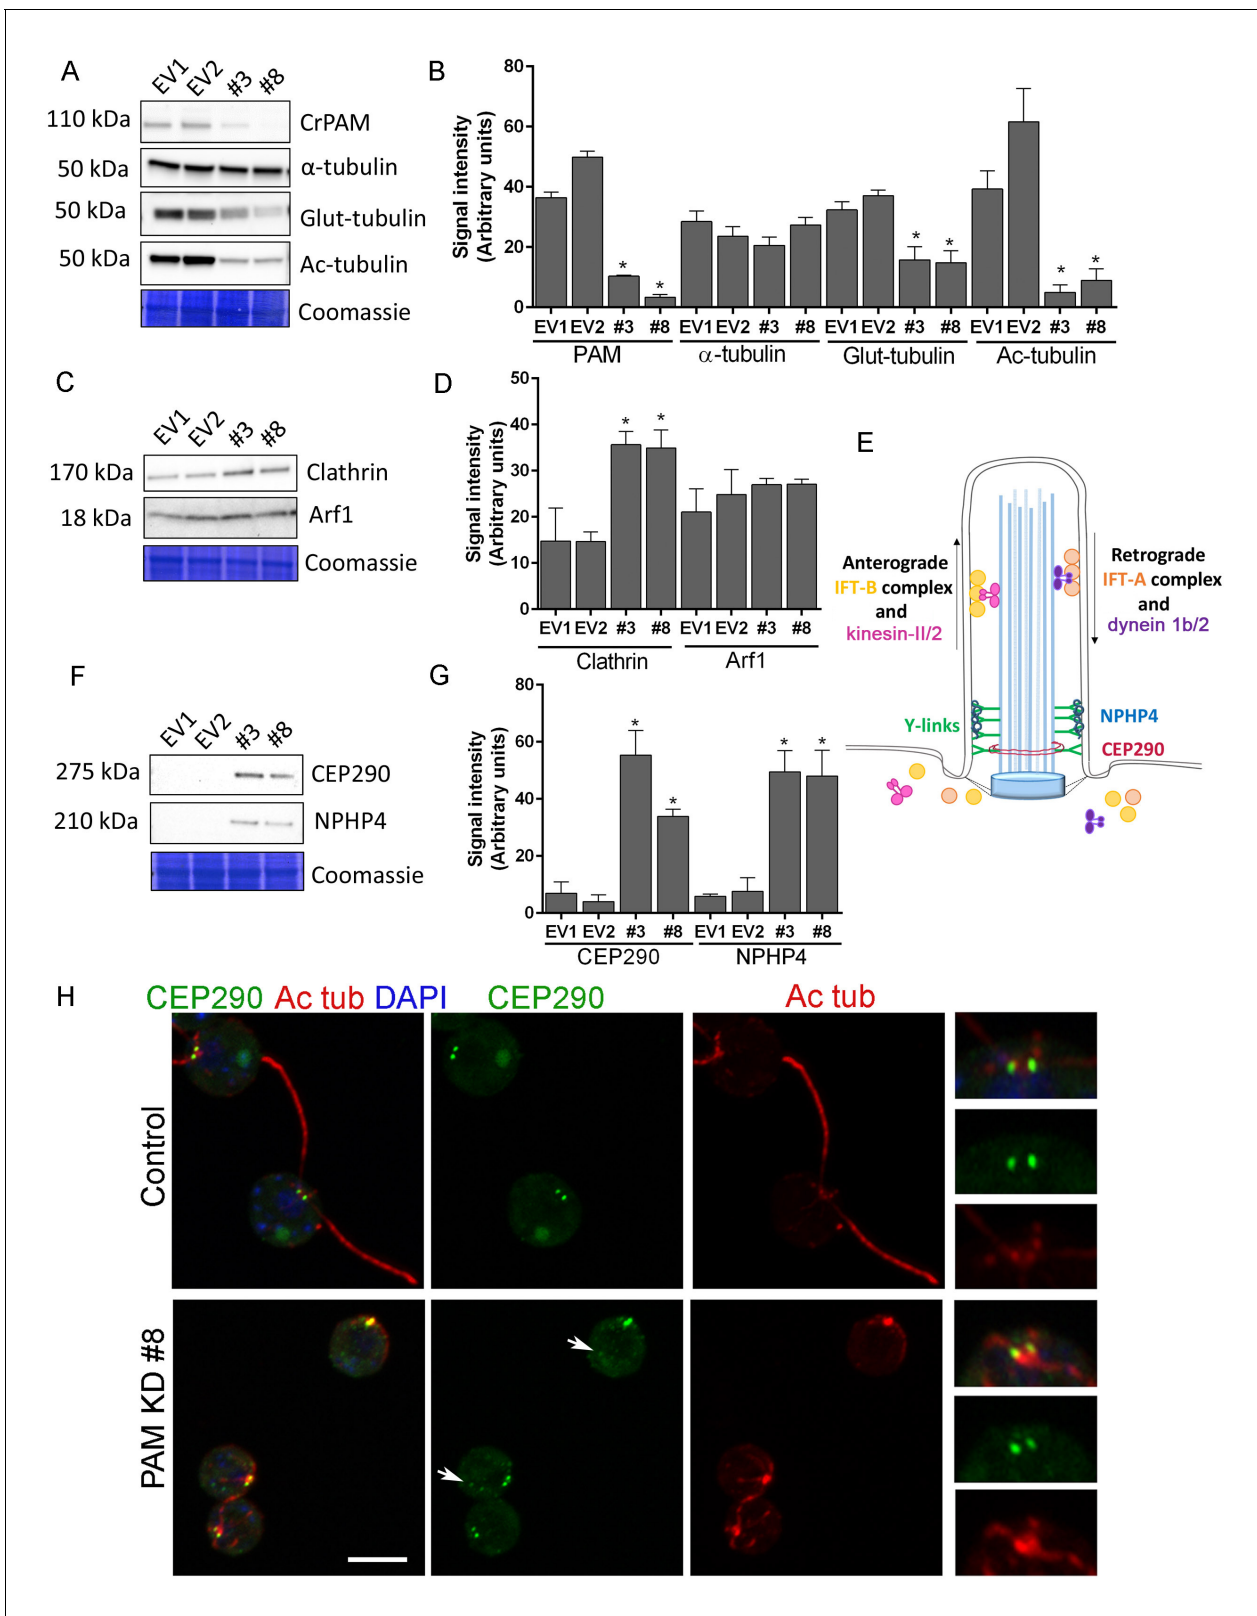 A
EV1 EV2 #3 #8
110 kDa CrPAM
50 kDa α-tubulin
50 kDa Glut-tubulin
50 kDa Ac-tubulin
Coomassie
B
Signal intensity
(Arbitrary units)
80
60
40
20
0
* * * * * *
EV1 EV2 #3 #8 EV1 EV2 #3 #8 EV1 EV2 #3 #8 EV1 EV2 #3 #8
PAM α-tubulin Glut-tubulin Ac-tubulin
C
EV1 EV2 #3 #8
170 kDa Clathrin
18 kDa Arf1
Coomassie
D
Signal intensity
(Arbitrary units)
50
40
30
20
10
0
* *
EV1 EV2 #3 #8 EV1 EV2 #3 #8
Clathrin Arf1
E
Anterograde
IFT-B complex
and
kinesin-II/2
Retrograde
IFT-A complex
and
dynein 1b/2
Y-links
NPHP4
CEP290
F
EV1 EV2 #3 #8
275 kDa CEP290
210 kDa NPHP4
Coomassie
G
Signal intensity
(Arbitrary units)
80
60
40
20
0
* * * *
EV1 EV2 #3 #8 EV1 EV2 #3 #8
CEP290 NPHP4
H
CEP290 Ac tub DAPI CEP290 Ac tub
Control
PAM KD #8